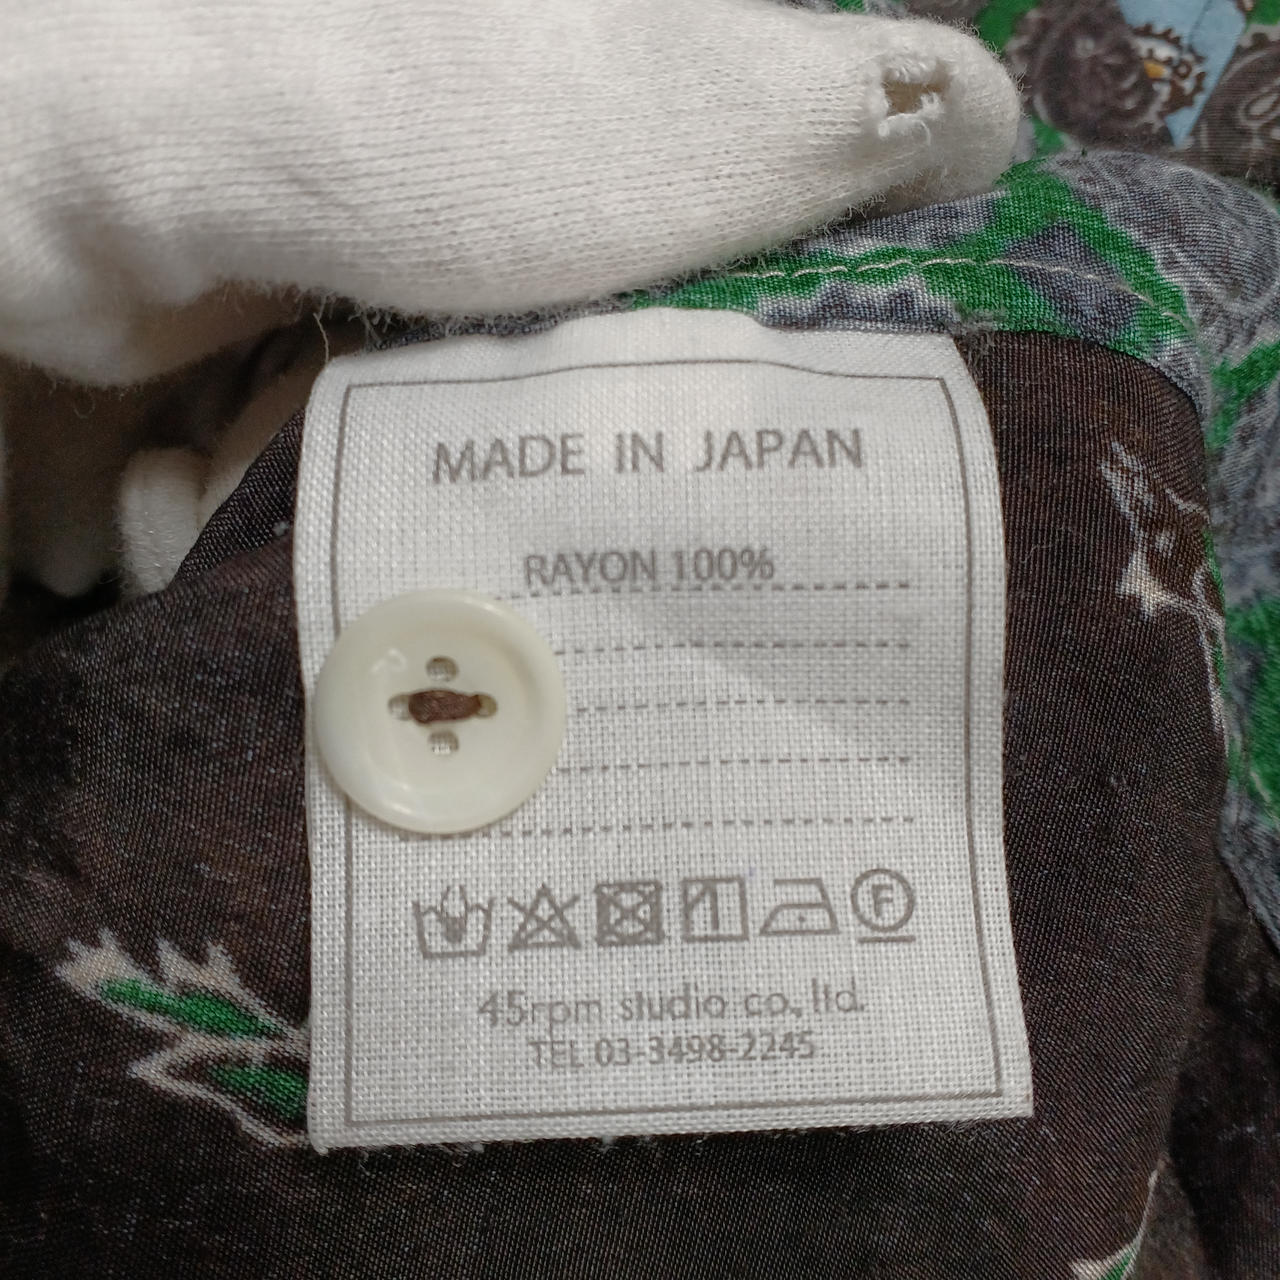 MADE IN JAPAN
RAYON 100%
F
45rpm studio co., ltd.
TEL 03-3498-2245